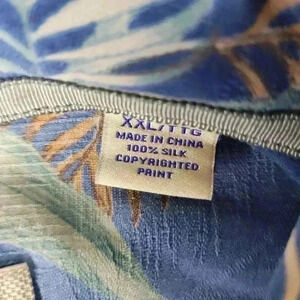 XXL/TTG
MADE IN CHINA
100% SILK
COPYRIGHTED
PRINT